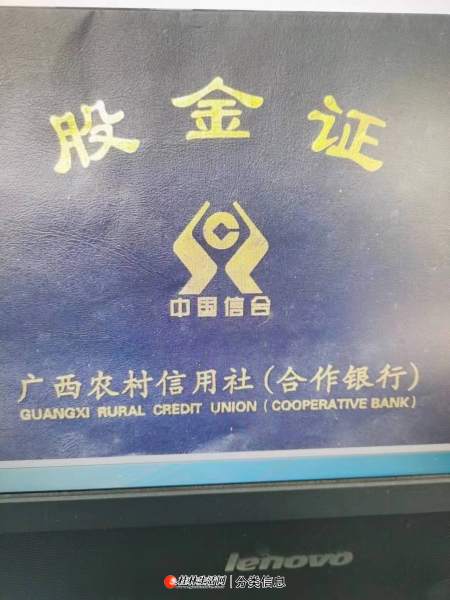 股金证
中国信合
广西农村信用社(合作银行)
GUANGXI RURAL CREDIT UNION (COOPERATIVE BANK)
lenovo
桂林生活网 | 分类信息